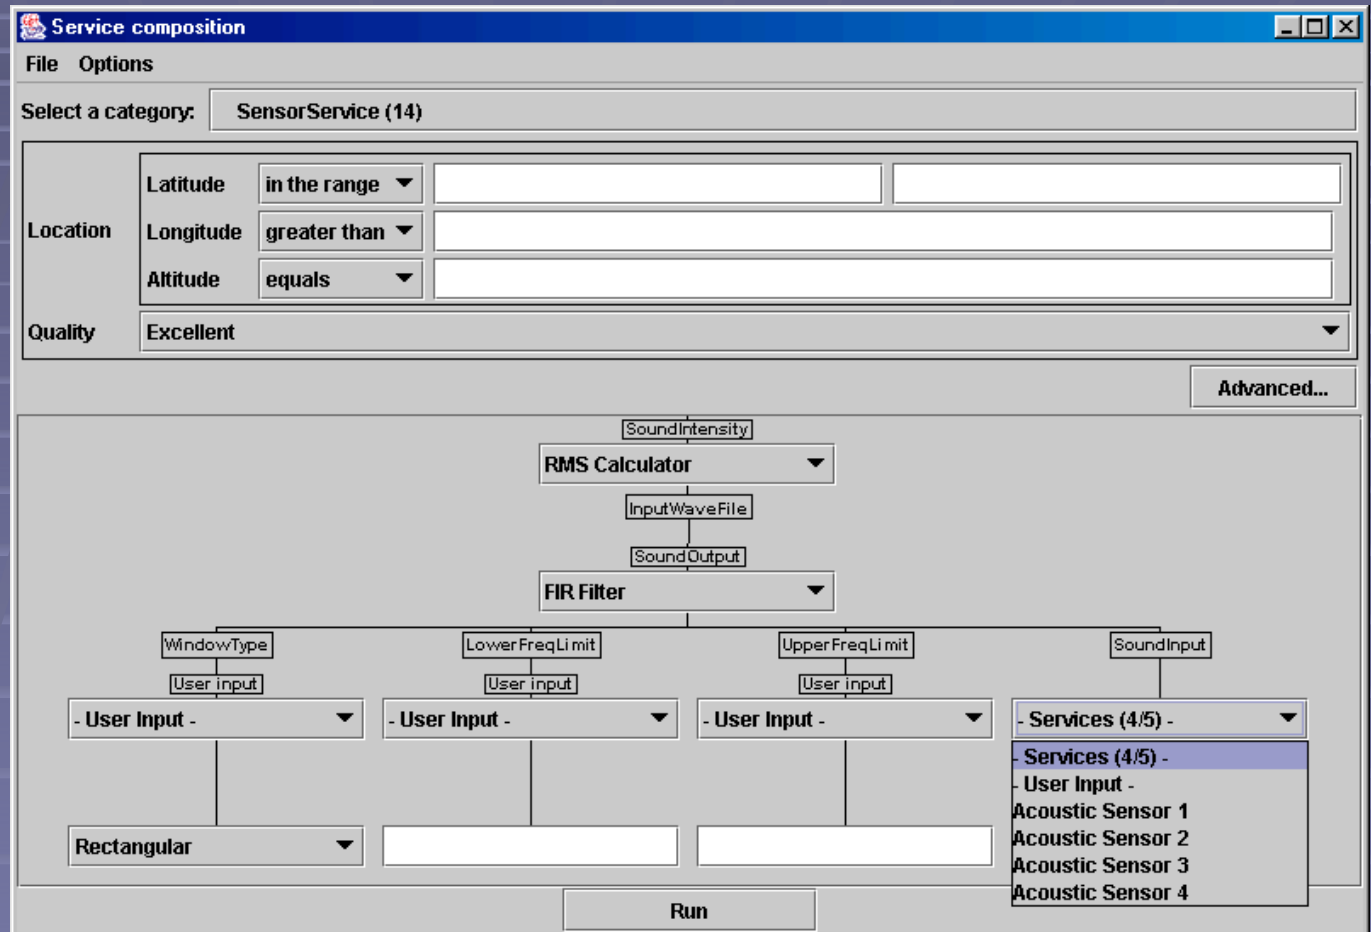 Service composition
File Options
Select a category: SensorService (14)
Location
Latitude in the range
Longitude greater than
Altitude equals
Quality Excellent
Advanced...
SoundIntensity
RMS Calculator
InputWaveFile
SoundOutput
FIR Filter
WindowType LowerFreqLimit UpperFreqLimit SoundInput
User input User input User input
- User Input - - User Input - - User Input - - Services (4/5) -
- Services (4/5) -
- User Input -
Acoustic Sensor 1
Acoustic Sensor 2
Acoustic Sensor 3
Acoustic Sensor 4
Rectangular
Run